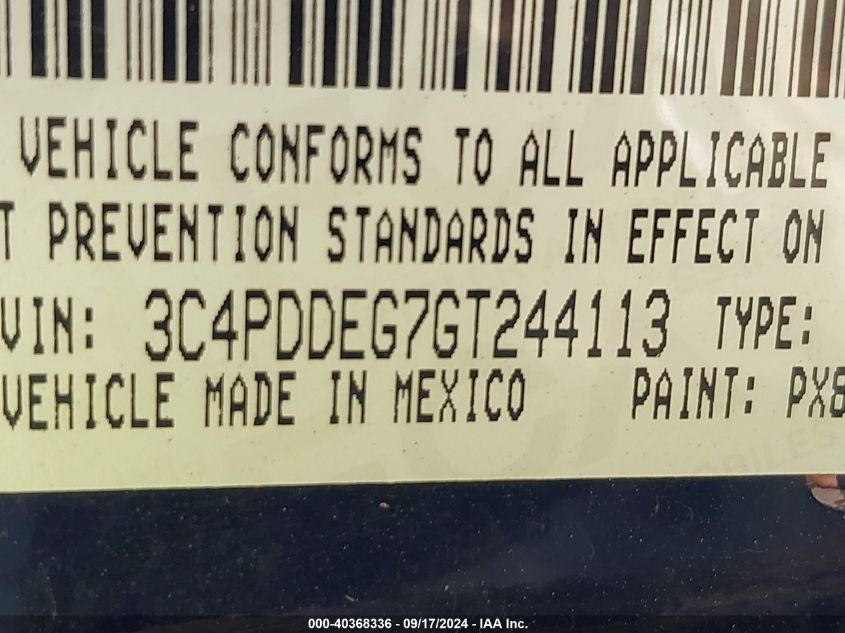 VEHICLE CONFORMS TO ALL APPLICABLE
PREVENTION STANDARDS IN EFFECT ON
VIN: 3C4PDDEG7GT244113 TYPE:
VEHICLE MADE IN MEXICO PAINT: PX8
000-40368336 - 09/17/2024 - IAA Inc.